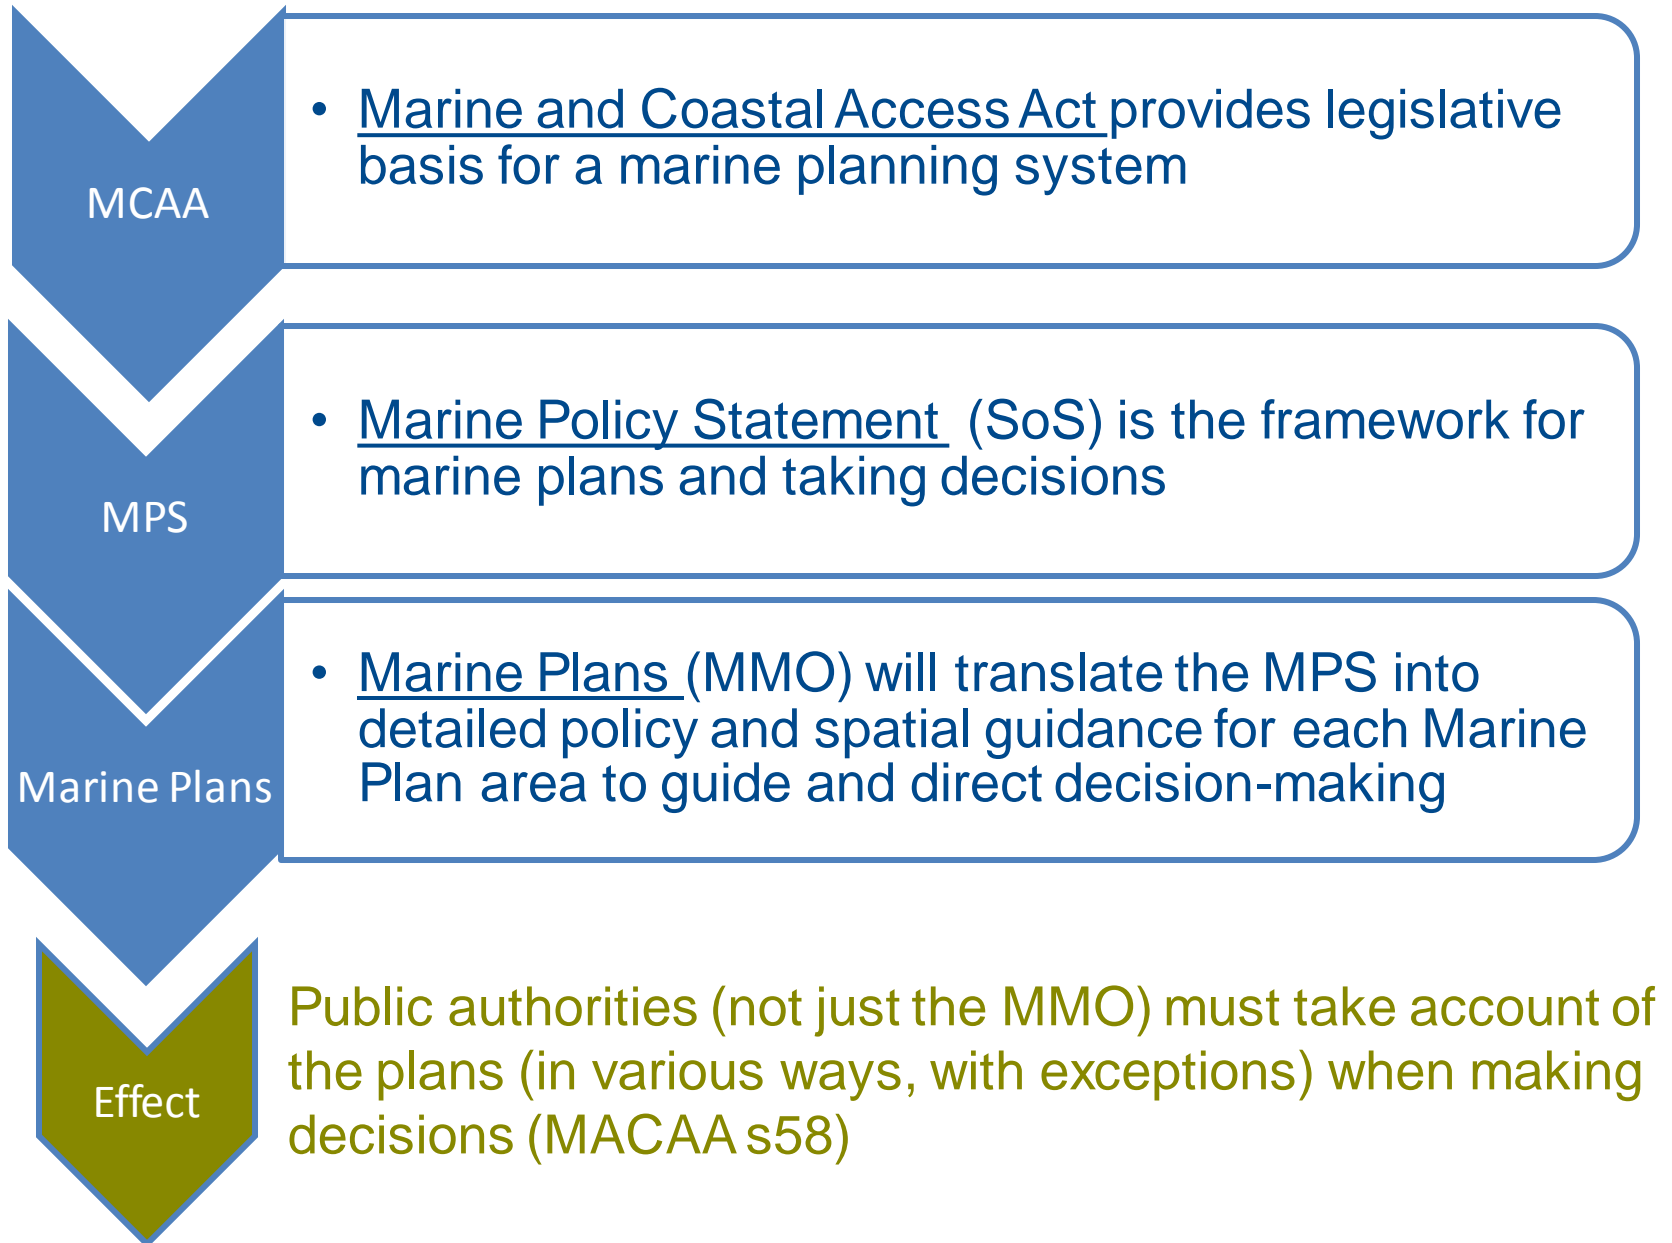 MCAA
• Marine and Coastal Access Act provides legislative
basis for a marine planning system
MPS
• Marine Policy Statement (SoS) is the framework for
marine plans and taking decisions
Marine Plans
• Marine Plans (MMO) will translate the MPS into
detailed policy and spatial guidance for each Marine
Plan area to guide and direct decision-making
Effect
Public authorities (not just the MMO) must take account of
the plans (in various ways, with exceptions) when making
decisions (MACAA s58)